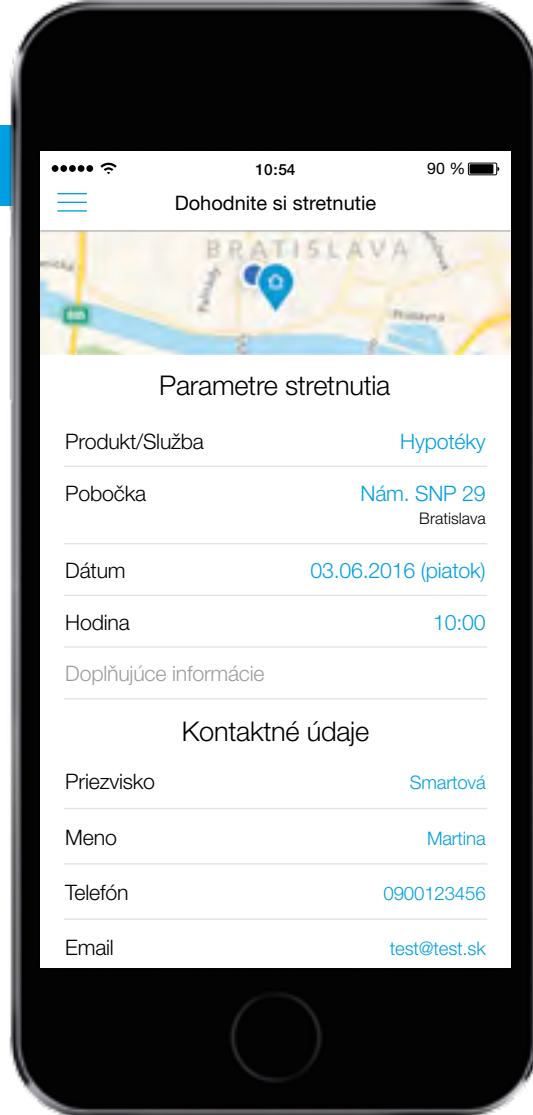 10:54
90 %
Dohodnite si stretnutie
BRATISLAVA
Parametre stretnutia
Produkt/Služba Hypotéky
Pobočka Nám. SNP 29
Bratislava
Dátum 03.06.2016 (piatok)
Hodina 10:00
Doplňujúce informácie
Kontaktné údaje
Priezvisko Smartová
Meno Martina
Telefón 0900123456
Email test@test.sk